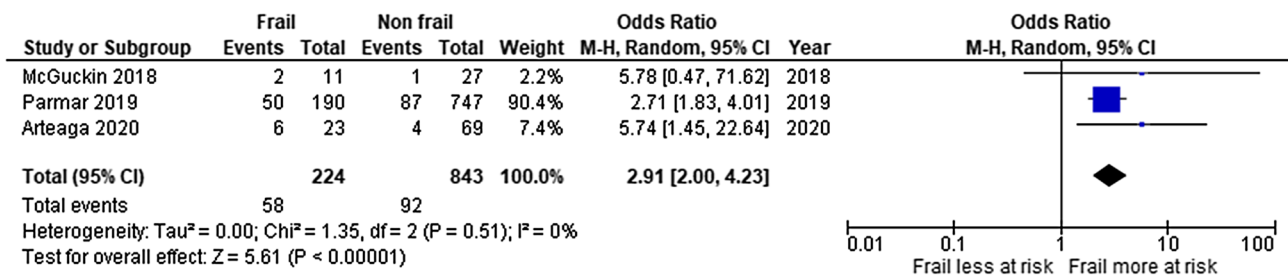 Frail Non frail Odds Ratio Odds Ratio
Study or Subgroup Events Total Events Total Weight M-H, Random, 95% CI Year M-H, Random, 95% CI
McGuckin 2018 2 11 1 27 2.2% 5.78 [0.47, 71.62] 2018
Parmar 2019 50 190 87 747 90.4% 2.71 [1.83, 4.01] 2019
Arteaga 2020 6 23 4 69 7.4% 5.74 [1.45, 22.64] 2020
Total (95% CI) 224 843 100.0% 2.91 [2.00, 4.23]
Total events 58 92
Heterogeneity: Tau² = 0.00; Chi² = 1.35, df = 2 (P = 0.51); I² = 0%
Test for overall effect: Z = 5.61 (P < 0.00001)
0.01 0.1 1 10 100
Frail less at risk Frail more at risk